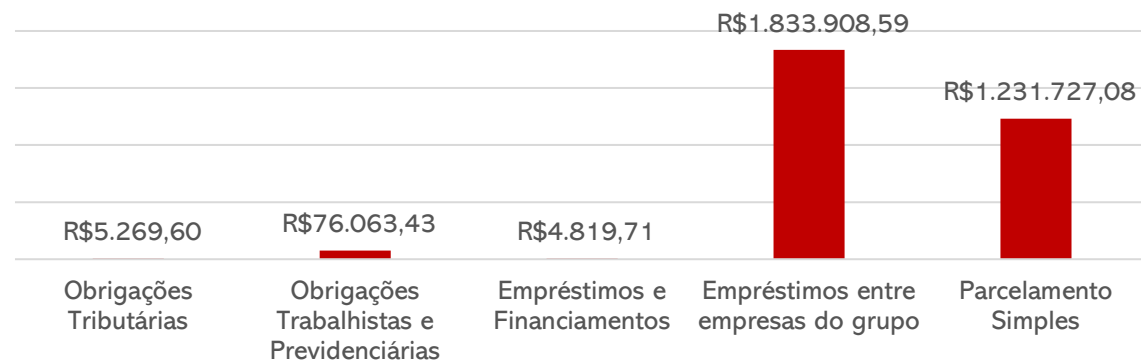 R$1.833.908,59
R$1.231.727,08
R$5.269,60
R$76.063,43
R$4.819,71
Obrigações
Tributárias
Obrigações
Trabalhistas e
Previdenciárias
Empréstimos e
Financiamentos
Empréstimos entre
empresas do grupo
Parcelamento
Simples